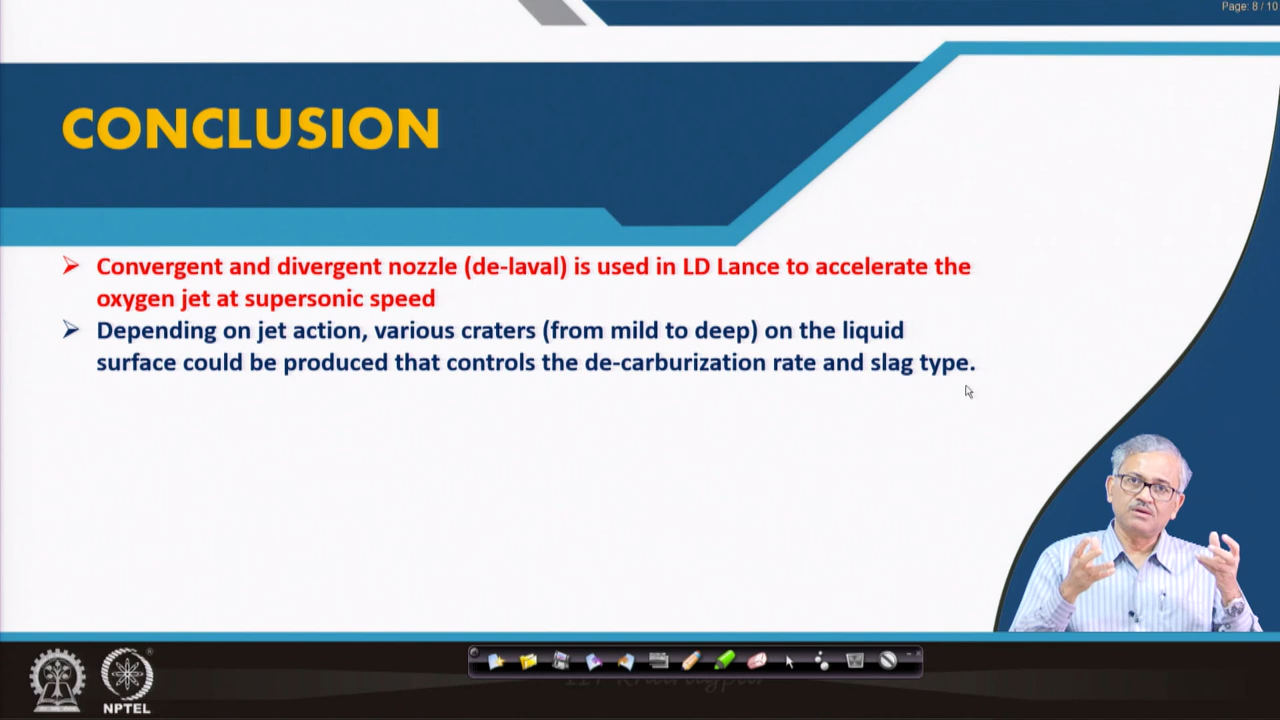 Page: 8 / 10
CONCLUSION
Convergent and divergent nozzle (de-laval) is used in LD Lance to accelerate the
oxygen jet at supersonic speed
Depending on jet action, various craters (from mild to deep) on the liquid
surface could be produced that controls the de-carburization rate and slag type.
NPTEL